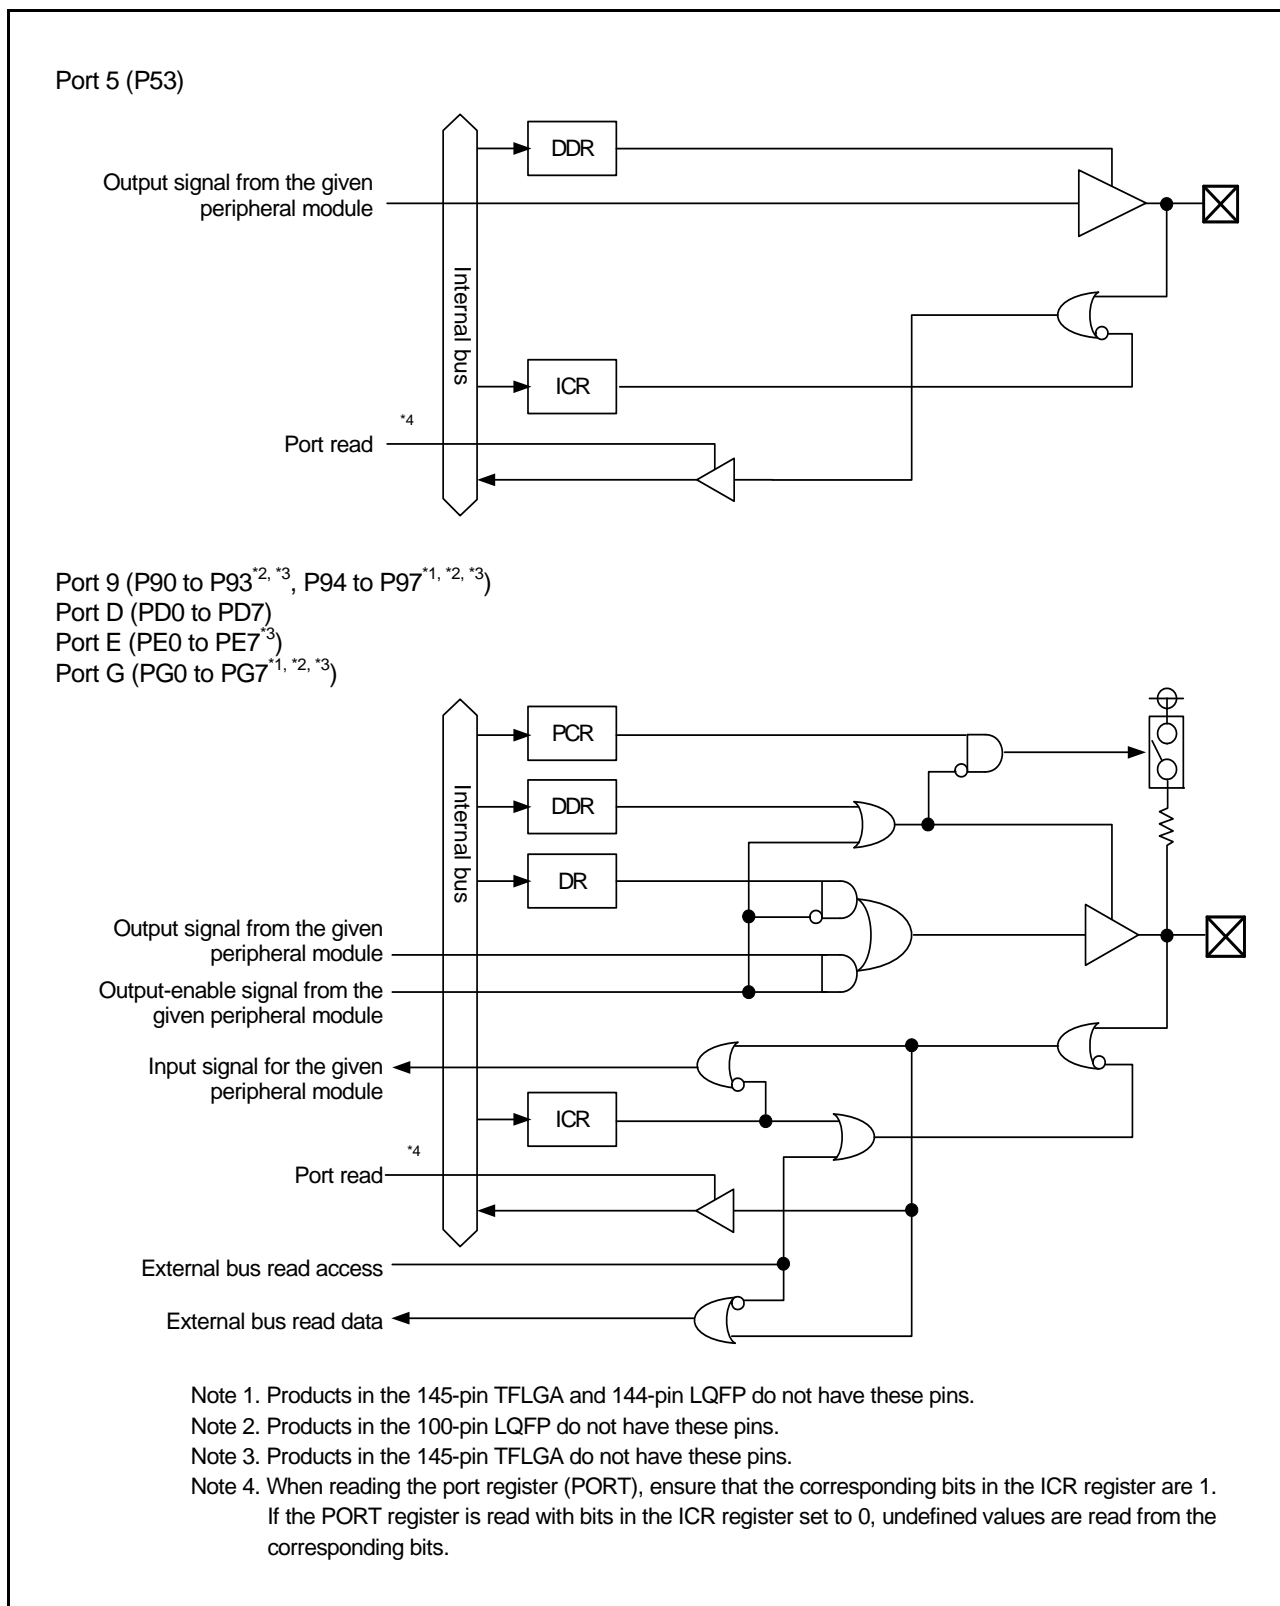 Port 5 (P53)
DDR
Output signal from the given
peripheral module
Internal bus
ICR
*4
Port read
Port 9 (P90 to P93*2, *3, P94 to P97*1, *2, *3)
Port D (PD0 to PD7)
Port E (PE0 to PE7*3)
Port G (PG0 to PG7*1, *2, *3)
PCR
DDR
Internal bus
DR
Output signal from the given
peripheral module
Output-enable signal from the
given peripheral module
Input signal for the given
peripheral module
ICR
*4
Port read
External bus read access
External bus read data
Note 1. Products in the 145-pin TFLGA and 144-pin LQFP do not have these pins.
Note 2. Products in the 100-pin LQFP do not have these pins.
Note 3. Products in the 145-pin TFLGA do not have these pins.
Note 4. When reading the port register (PORT), ensure that the corresponding bits in the ICR register are 1.
If the PORT register is read with bits in the ICR register set to 0, undefined values are read from the
corresponding bits.